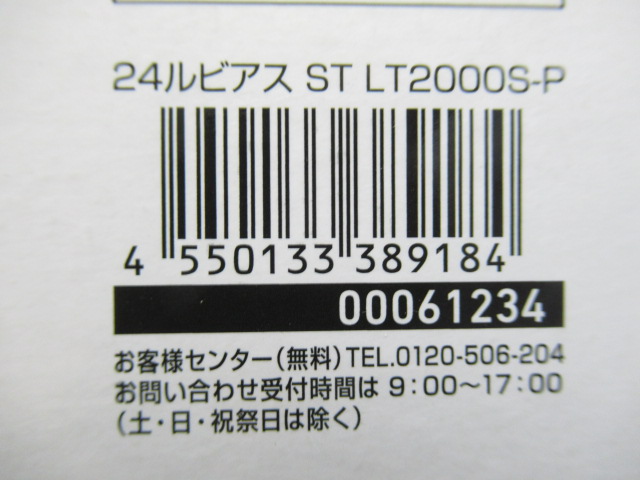 24ルビアス ST LT2000S-P
4 550133 389184
00061234
お客様センター(無料)TEL.0120-506-204
お問い合わせ受付時間は 9:00〜17:00
(土・日・祝祭日は除く)